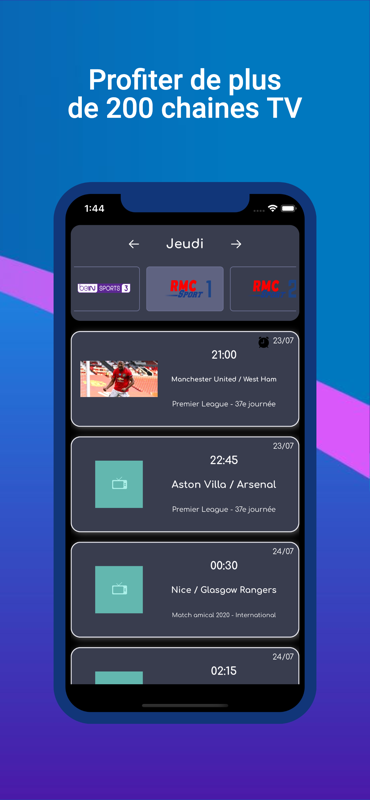 Profiter de plus
de 200 chaines TV
1:44
← Jeudi →
beIN SPORTS 3
RMC SPORT 1
RMC SPORT
23/07
21:00
Manchester United / West Ham
Premier League - 37e journée
23/07
22:45
Aston Villa / Arsenal
Premier League - 37e journée
24/07
00:30
Nice / Glasgow Rangers
Match amical 2020 - International
24/07
02:15